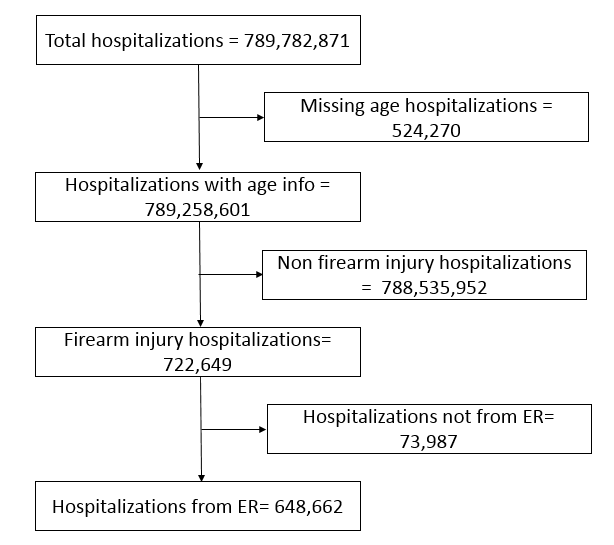 Total hospitalizations = 789,782,871
Missing age hospitalizations =
524,270
Hospitalizations with age info =
789,258,601
Non firearm injury hospitalizations
= 788,535,952
Firearm injury hospitalizations=
722,649
Hospitalizations not from ER=
73,987
Hospitalizations from ER= 648,662